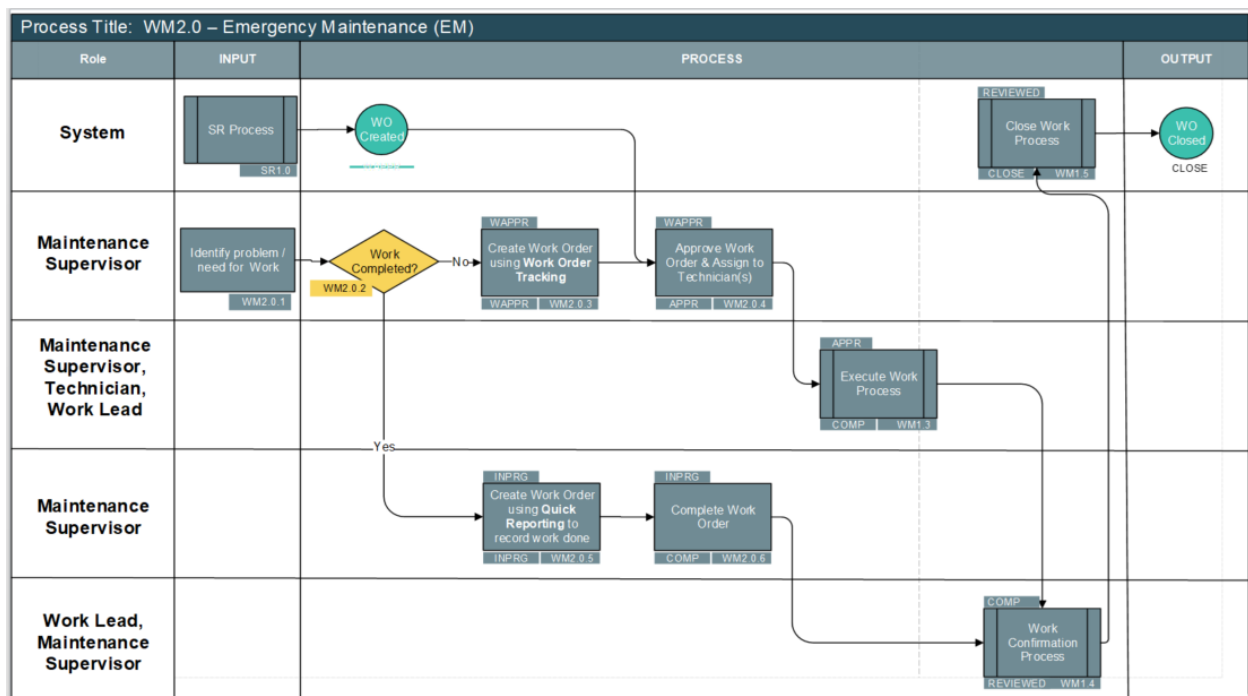 Process Title: WM2.0 – Emergency Maintenance (EM)
Role
INPUT
PROCESS
OUTPUT
System
SR Process
SR1.0
WO
Created
REVIEWED
Close Work
Process
CLOSE
WM1.5
WO
Closed
CLOSE
Maintenance
Supervisor
Identify problem /
need for Work
WM2.0.1
Work
Completed?
WM2.0.2
No
WAPPR
Create Work Order
using Work Order
Tracking
WAPPR
WM2.0.3
WAPPR
Approve Work
Order & Assign to
Technician(s)
APPR
WM2.0.4
Maintenance
Supervisor,
Technician,
Work Lead
APPR
Execute Work
Process
COMP
WM1.3
Yes
Maintenance
Supervisor
INPRG
Create Work Order
using Quick
Reporting to
record work done
INPRG
WM2.0.5
INPRG
Complete Work
Order
COMP
WM2.0.6
Work Lead,
Maintenance
Supervisor
COMP
Work
Confirmation
Process
REVIEWED
WM1.4